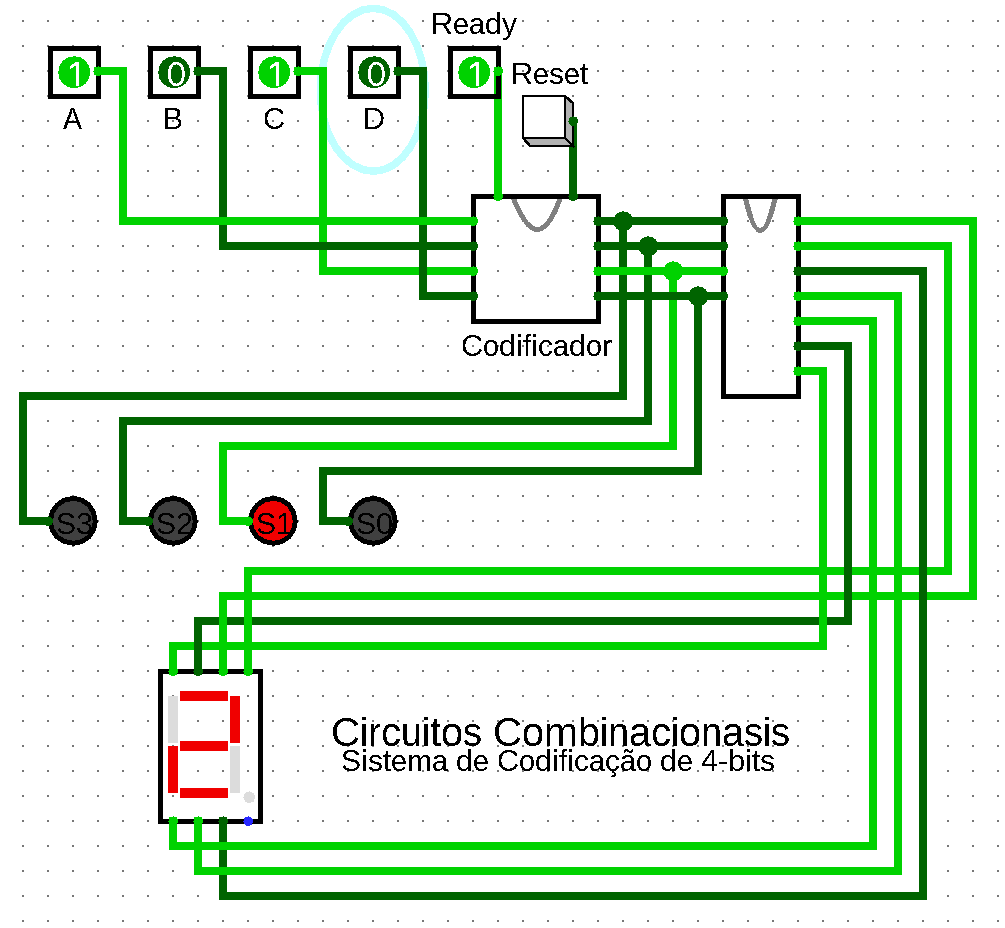 Ready
1 0 1 0 1 Reset
A B C D
Codificador
S3 S2 S1 S0
Circuitos Combinacionasis
Sistema de Codificação de 4-bits